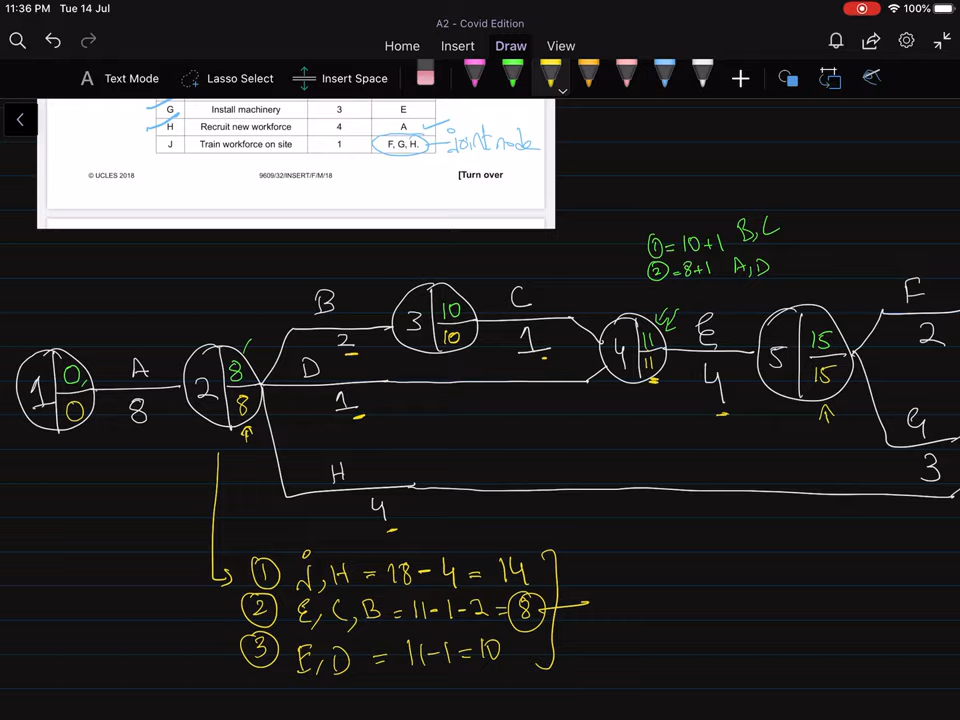 11:36 PM Tue 14 Jul
100%
A2 - Covid Edition
Home Insert Draw View
A Text Mode Lasso Select Insert Space
G Install machinery 3 E
H Recruit new workforce 4 A
J Train workforce on site 1 F, G, H. joint node
© UCLES 2018 9609/32/INSERT/F/M/18 [Turn over
① = 10+1 B, C
② = 8+1 A, D
B C F
3 10 10
2 1 2
1 0 0 A 8
2 8 8
D 1
4 11 11
E 4
5 15 15
G 3
H 4
① J, H = 18 - 4 = 14
② E, C, B = 11-1-2 = 8
③ E, D = 11-1 = 10